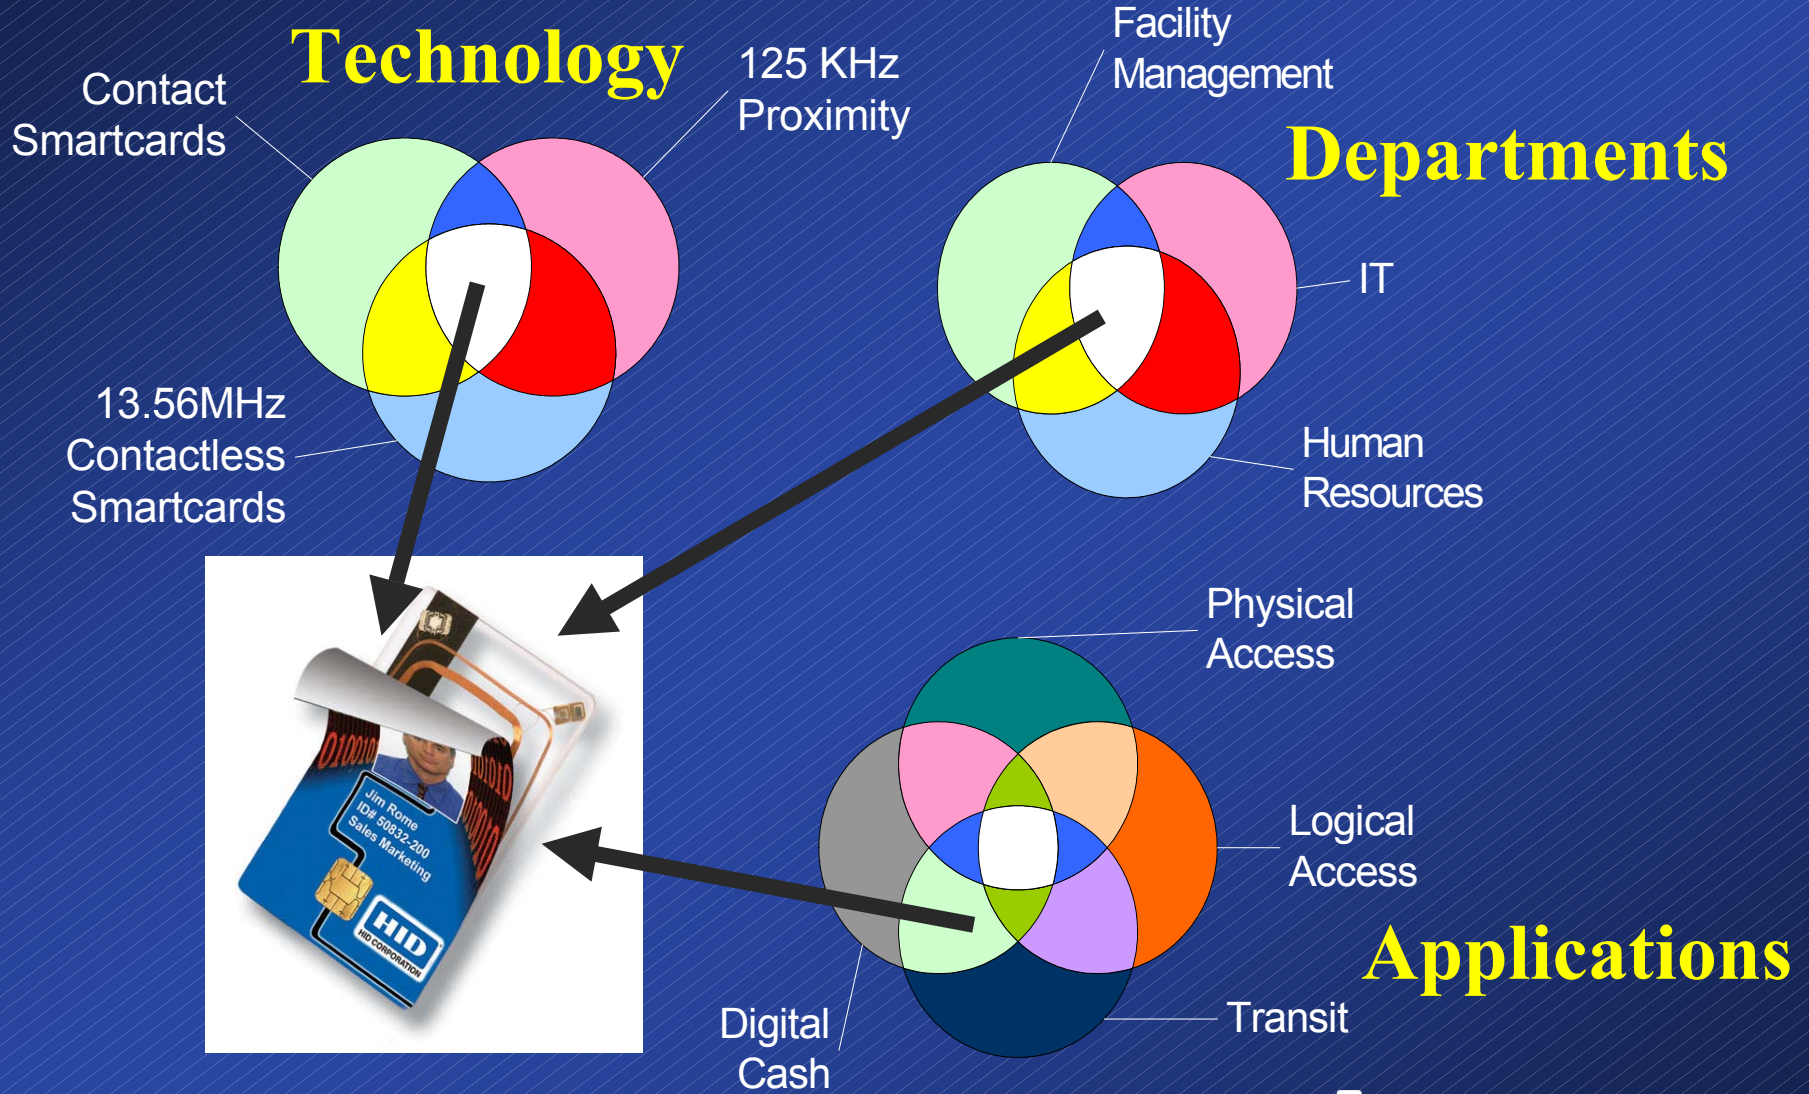 Technology
Contact
Smartcards
125 KHz
Proximity
13.56MHz
Contactless
Smartcards
Facility
Management
Departments
IT
Human
Resources
Physical
Access
Logical
Access
Applications
Transit
Digital
Cash
Jim Rome
ID# 50832-200
Sales Marketing
HID
HID CORPORATION